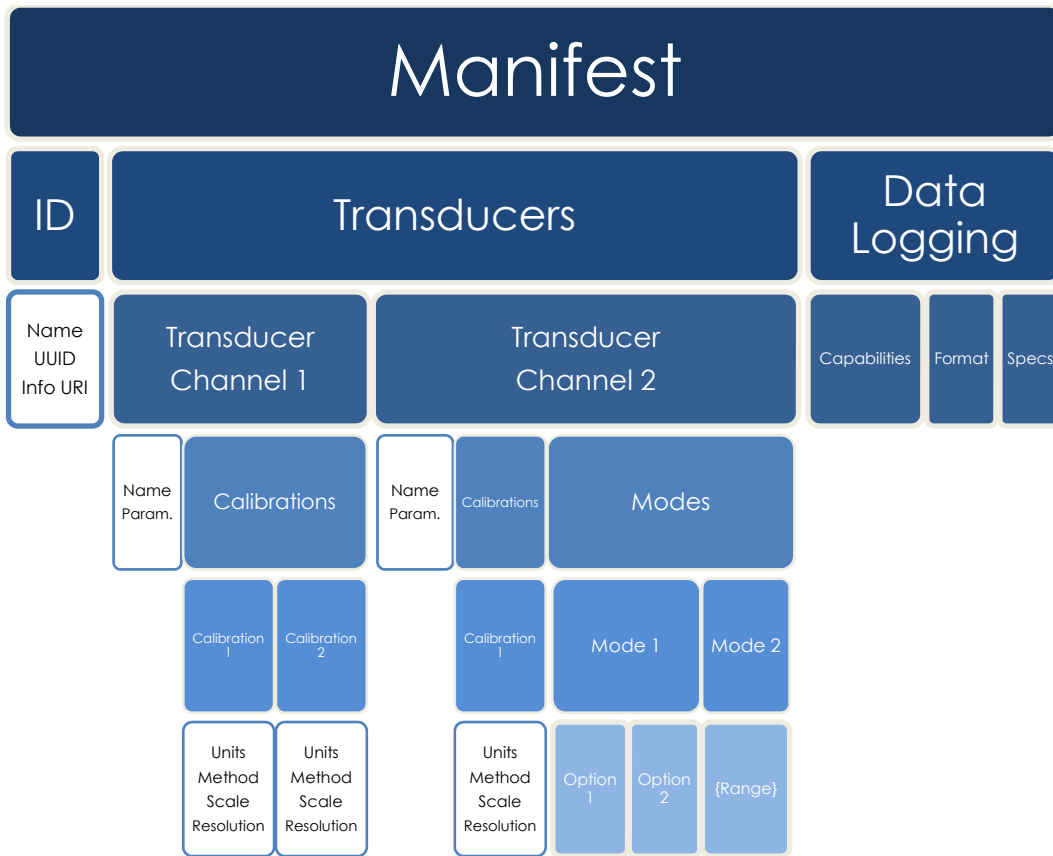 Manifest
ID
Transducers
Data
Logging
Name
UUID
Info URI
Transducer
Channel 1
Transducer
Channel 2
Capabilities
Format
Specs
Name
Param.
Calibrations
Name
Param.
Calibrations
Modes
Calibration
1
Calibration
2
Calibration
1
Mode 1
Mode 2
Units
Method
Scale
Resolution
Units
Method
Scale
Resolution
Units
Method
Scale
Resolution
Option
1
Option
2
{Range}